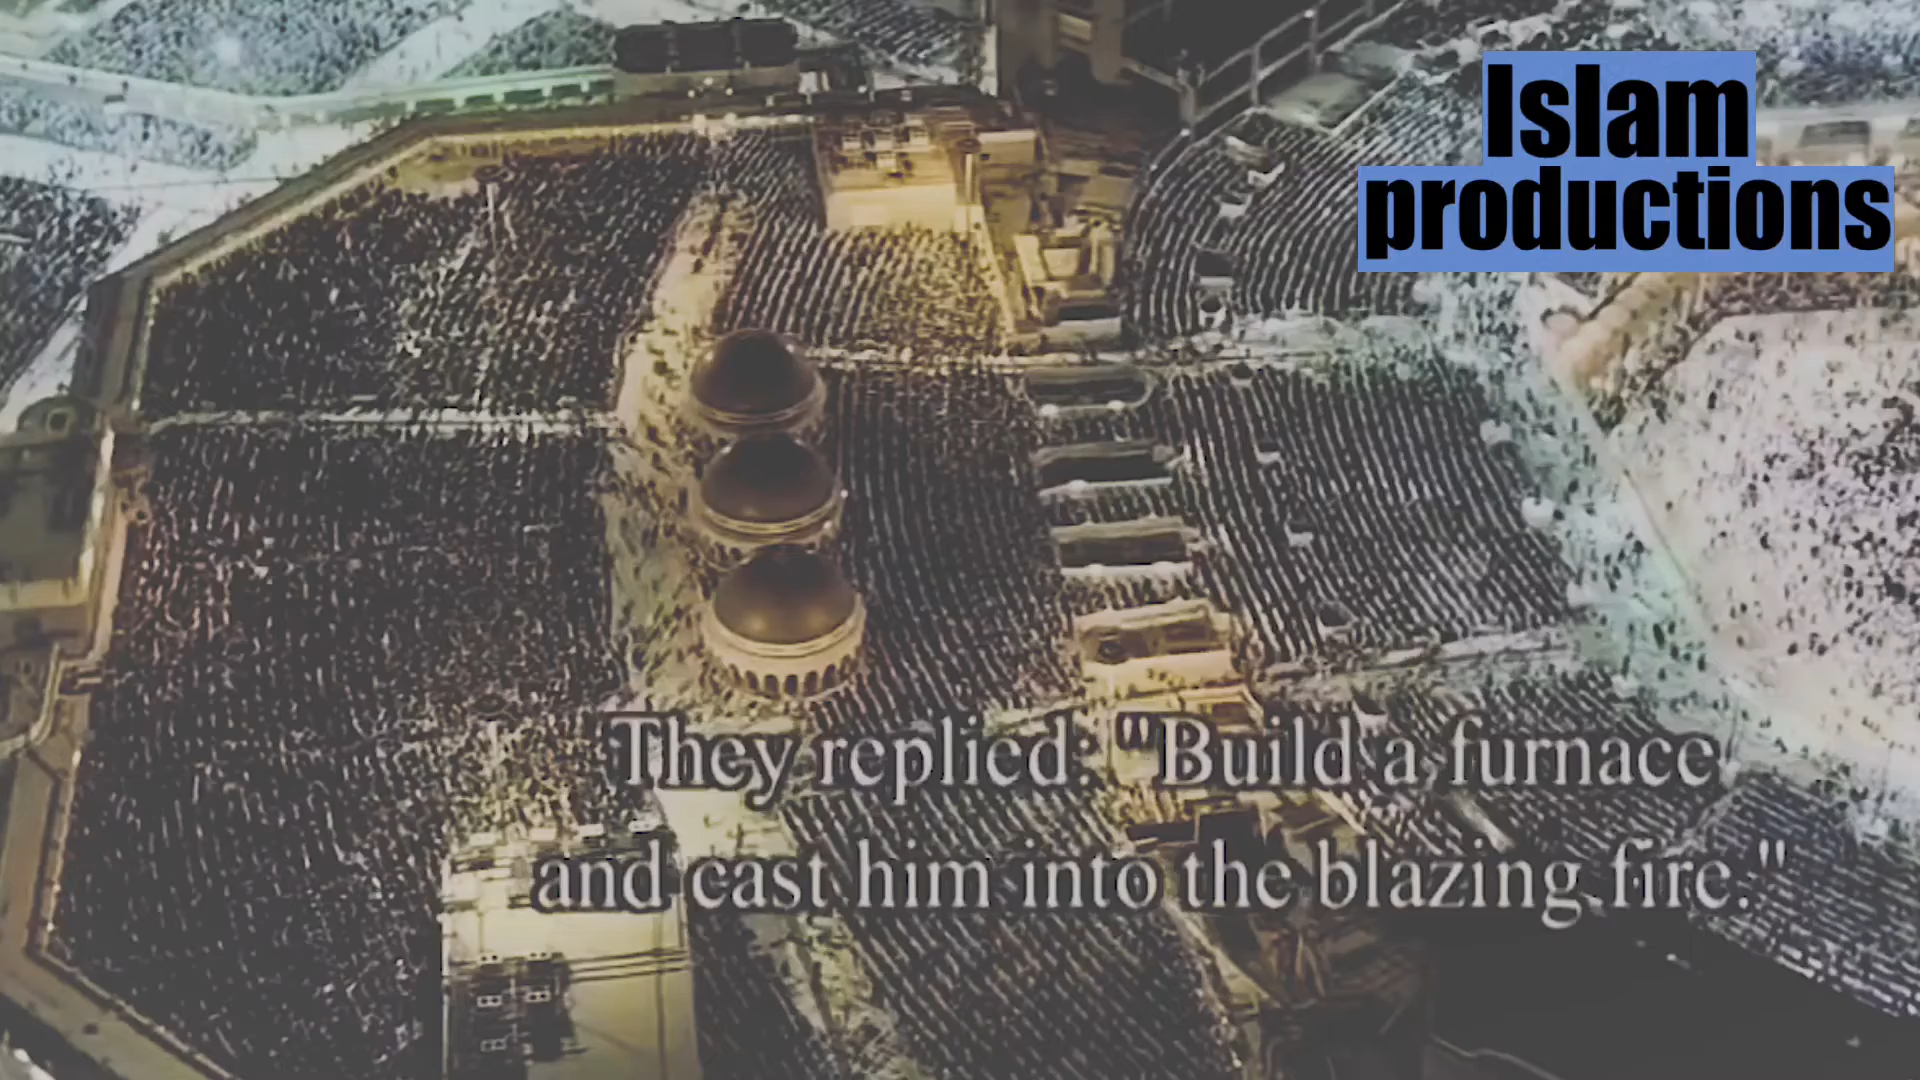 Islam
productions
They replied: "Build a furnace
and cast him into the blazing fire."